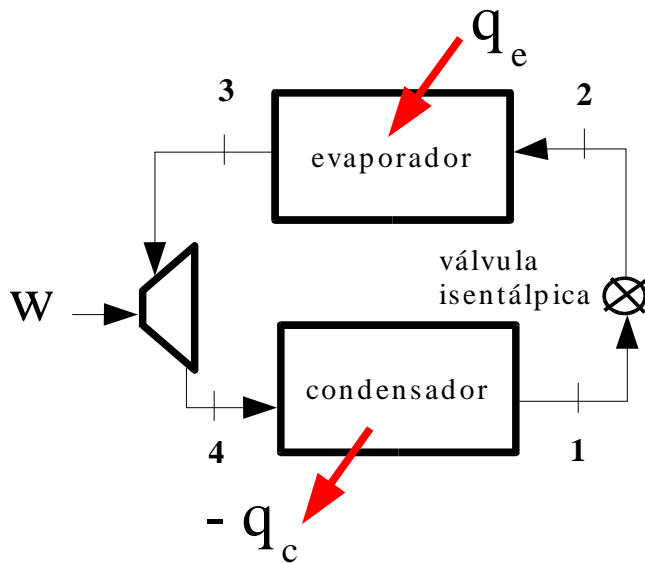 q e
3
2
evaporador
válvula
isentálpica
w
condensador
4
1
- q c